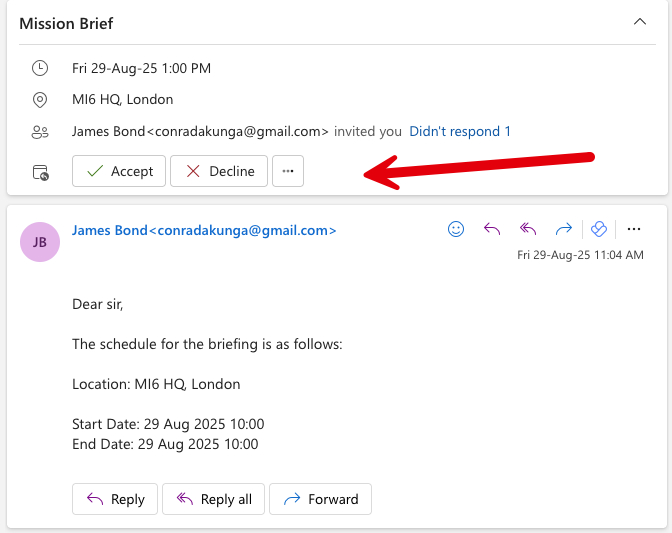 Mission Brief
Fri 29-Aug-25 1:00 PM
MI6 HQ, London
James Bond<conradakunga@gmail.com> invited you Didn't respond 1
Accept Decline ...
JB James Bond<conradakunga@gmail.com>
Fri 29-Aug-25 11:04 AM
Dear sir,
The schedule for the briefing is as follows:
Location: MI6 HQ, London
Start Date: 29 Aug 2025 10:00
End Date: 29 Aug 2025 10:00
Reply Reply all Forward